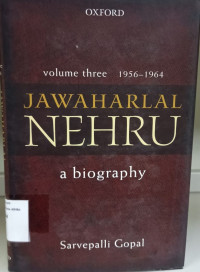 OXFORD
volume three 1956–1964
JAWAHARLAL
NEHRU
a biography
Sarvepalli Gopal